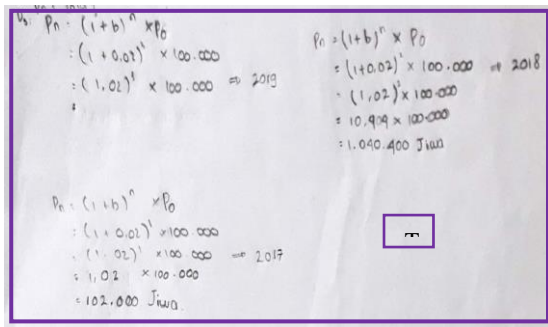 Pn = (1+b)^n × P0
= (1 + 0,02)^1 × 100.000
= (1,02)^1 × 100.000 ⇒ 2019
Pn = (1+b)^n × P0
= (1+0,02)^2 × 100.000 ⇒ 2018
= (1,02)^2 × 100.000
= 10,404 × 100.000
= 1.040.400 Jiwa
Pn = (1+b)^n × P0
= (1 + 0,02)^1 × 100.000
= (1,02)^1 × 100.000 ⇒ 2017
= 1,02 × 100.000
= 102.000 Jiwa.
T